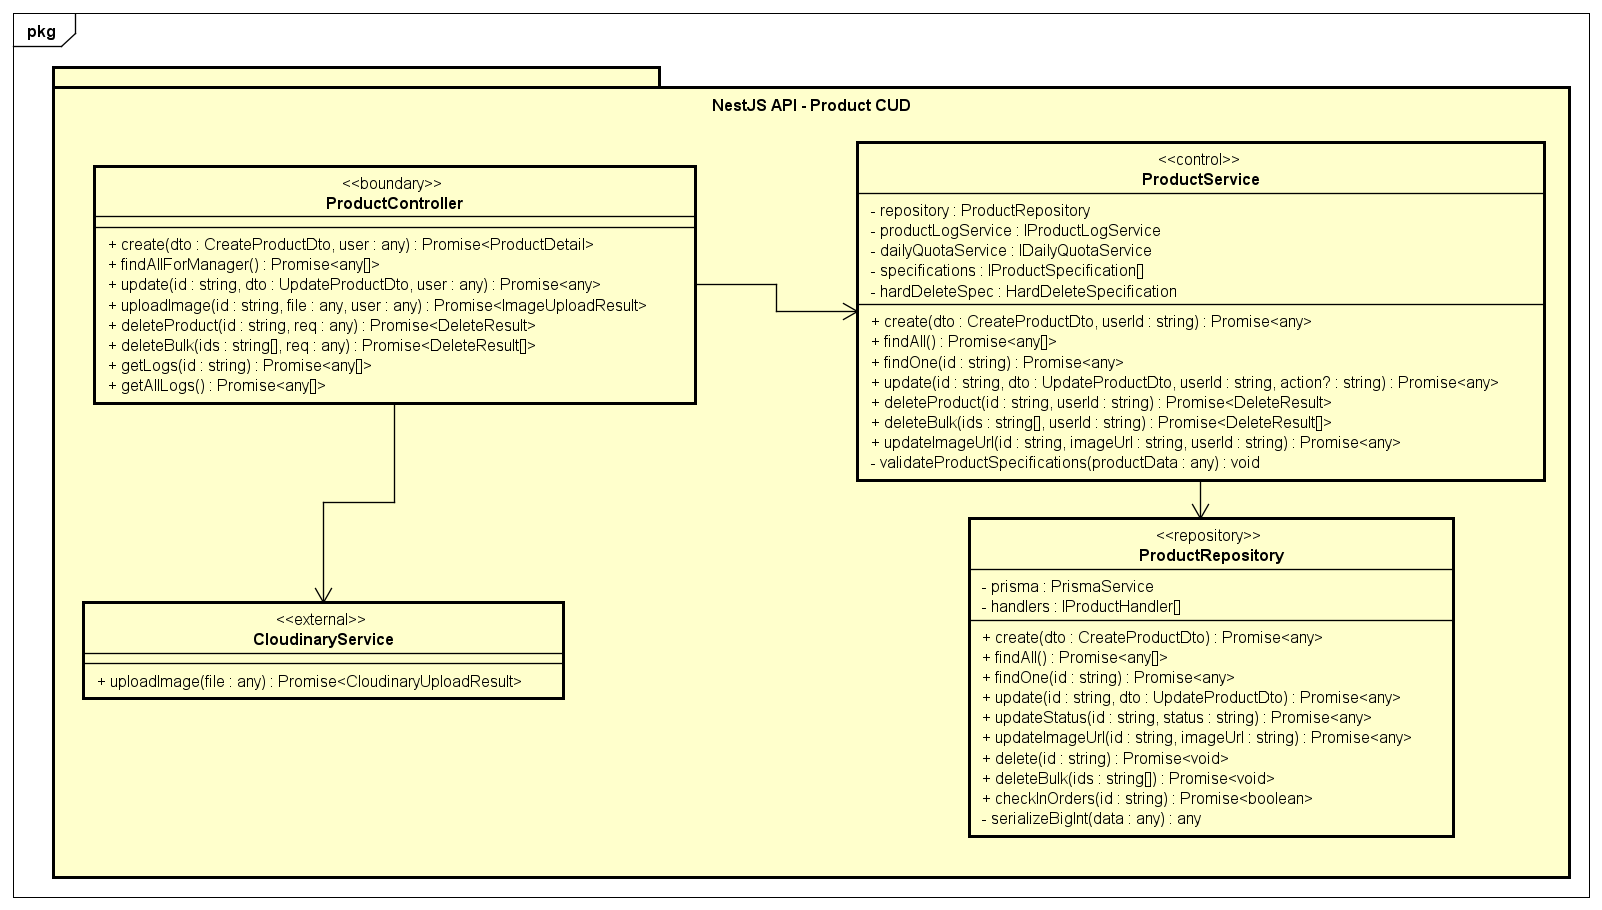 pkg
NestJS API - Product CUD
<<boundary>>
ProductController
+ create(dto : CreateProductDto, user : any) : Promise<ProductDetail>
+ findAllForManager() : Promise<any[]>
+ update(id : string, dto : UpdateProductDto, user : any) : Promise<any>
+ uploadImage(id : string, file : any, user : any) : Promise<ImageUploadResult>
+ deleteProduct(id : string, req : any) : Promise<DeleteResult>
+ deleteBulk(ids : string[], req : any) : Promise<DeleteResult[]>
+ getLogs(id : string) : Promise<any[]>
+ getAllLogs() : Promise<any[]>
<<control>>
ProductService
- repository : ProductRepository
- productLogService : IProductLogService
- dailyQuotaService : IDailyQuotaService
- specifications : IProductSpecification[]
- hardDeleteSpec : HardDeleteSpecification
+ create(dto : CreateProductDto, userId : string) : Promise<any>
+ findAll() : Promise<any[]>
+ findOne(id : string) : Promise<any>
+ update(id : string, dto : UpdateProductDto, userId : string, action? : string) : Promise<any>
+ deleteProduct(id : string, userId : string) : Promise<DeleteResult>
+ deleteBulk(ids : string[], userId : string) : Promise<DeleteResult[]>
+ updateImageUrl(id : string, imageUrl : string, userId : string) : Promise<any>
- validateProductSpecifications(productData : any) : void
<<external>>
CloudinaryService
+ uploadImage(file : any) : Promise<CloudinaryUploadResult>
<<repository>>
ProductRepository
- prisma : PrismaService
- handlers : IProductHandler[]
+ create(dto : CreateProductDto) : Promise<any>
+ findAll() : Promise<any[]>
+ findOne(id : string) : Promise<any>
+ update(id : string, dto : UpdateProductDto) : Promise<any>
+ updateStatus(id : string, status : string) : Promise<any>
+ updateImageUrl(id : string, imageUrl : string) : Promise<any>
+ delete(id : string) : Promise<void>
+ deleteBulk(ids : string[]) : Promise<void>
+ checkInOrders(id : string) : Promise<boolean>
- serializeBigInt(data : any) : any